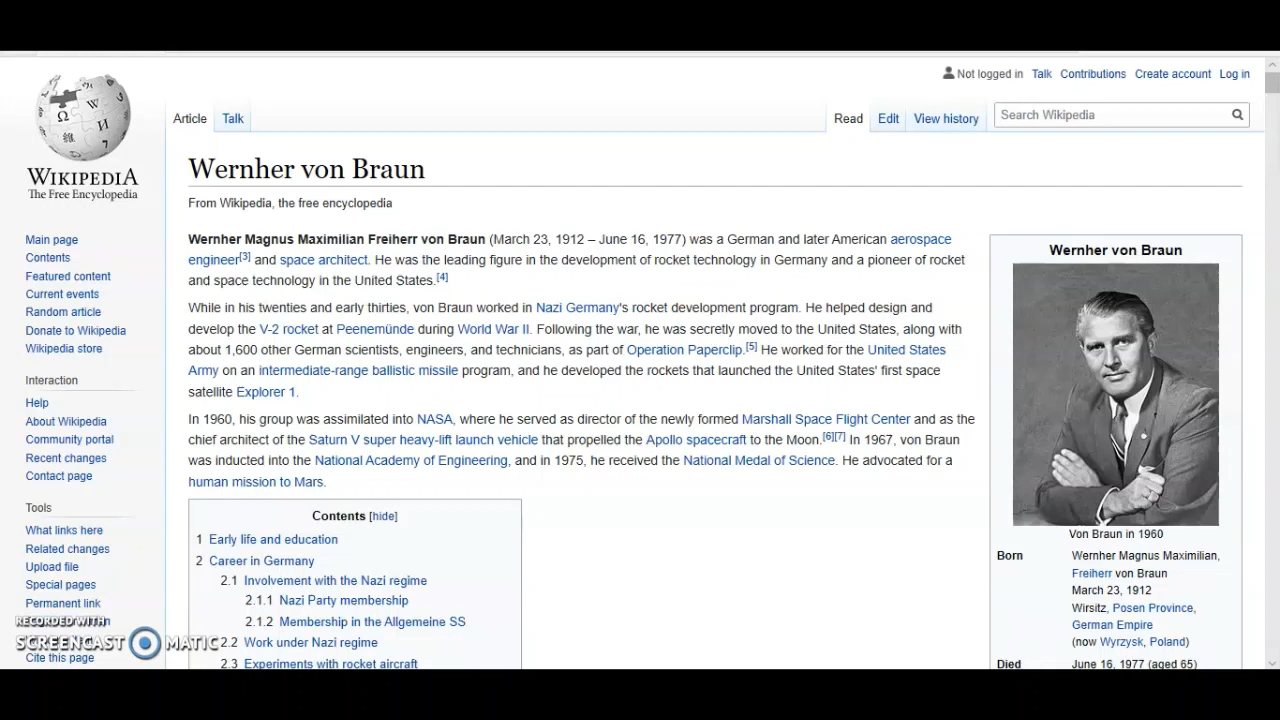 Not logged in Talk Contributions Create account Log in
Article Talk Read Edit View history Search Wikipedia
WIKIPEDIA
The Free Encyclopedia
Main page
Contents
Featured content
Current events
Random article
Donate to Wikipedia
Wikipedia store
Interaction
Help
About Wikipedia
Community portal
Recent changes
Contact page
Tools
What links here
Related changes
Upload file
Special pages
Permanent link
Cite this page
RECORDED WITH
SCREENCAST MATIC
Wernher von Braun
From Wikipedia, the free encyclopedia
Wernher Magnus Maximilian Freiherr von Braun (March 23, 1912 – June 16, 1977) was a German and later American aerospace
engineer[3] and space architect. He was the leading figure in the development of rocket technology in Germany and a pioneer of rocket
and space technology in the United States.[4]
While in his twenties and early thirties, von Braun worked in Nazi Germany's rocket development program. He helped design and
develop the V-2 rocket at Peenemünde during World War II. Following the war, he was secretly moved to the United States, along with
about 1,600 other German scientists, engineers, and technicians, as part of Operation Paperclip.[5] He worked for the United States
Army on an intermediate-range ballistic missile program, and he developed the rockets that launched the United States' first space
satellite Explorer 1.
In 1960, his group was assimilated into NASA, where he served as director of the newly formed Marshall Space Flight Center and as the
chief architect of the Saturn V super heavy-lift launch vehicle that propelled the Apollo spacecraft to the Moon.[6][7] In 1967, von Braun
was inducted into the National Academy of Engineering, and in 1975, he received the National Medal of Science. He advocated for a
human mission to Mars.
Contents [hide]
1 Early life and education
2 Career in Germany
2.1 Involvement with the Nazi regime
2.1.1 Nazi Party membership
2.1.2 Membership in the Allgemeine SS
2.2 Work under Nazi regime
2.3 Experiments with rocket aircraft
Wernher von Braun
Von Braun in 1960
Born Wernher Magnus Maximilian,
Freiherr von Braun
March 23, 1912
Wirsitz, Posen Province,
German Empire
(now Wyrzysk, Poland)
Died June 16, 1977 (aged 65)